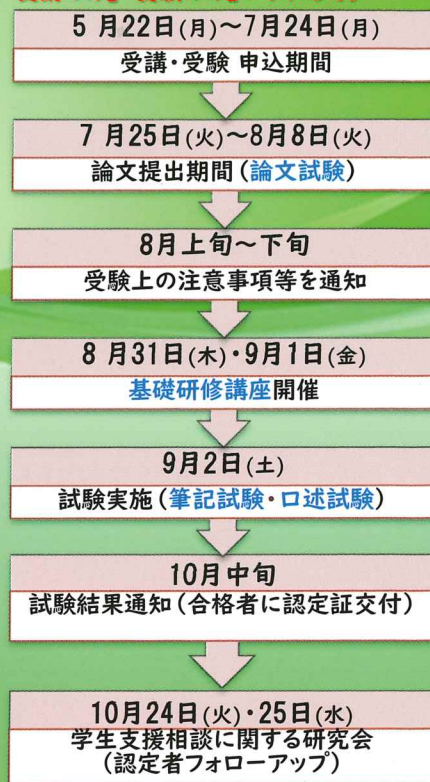 5月22日(月)～7月24日(月)
受講・受験 申込期間
7月25日(火)～8月8日(火)
論文提出期間(論文試験)
8月上旬～下旬
受験上の注意事項等を通知
8月31日(木)・9月1日(金)
基礎研修講座開催
9月2日(土)
試験実施(筆記試験・口述試験)
10月中旬
試験結果通知(合格者に認定証交付)
10月24日(火)・25日(水)
学生支援相談に関する研究会
(認定者フォローアップ)